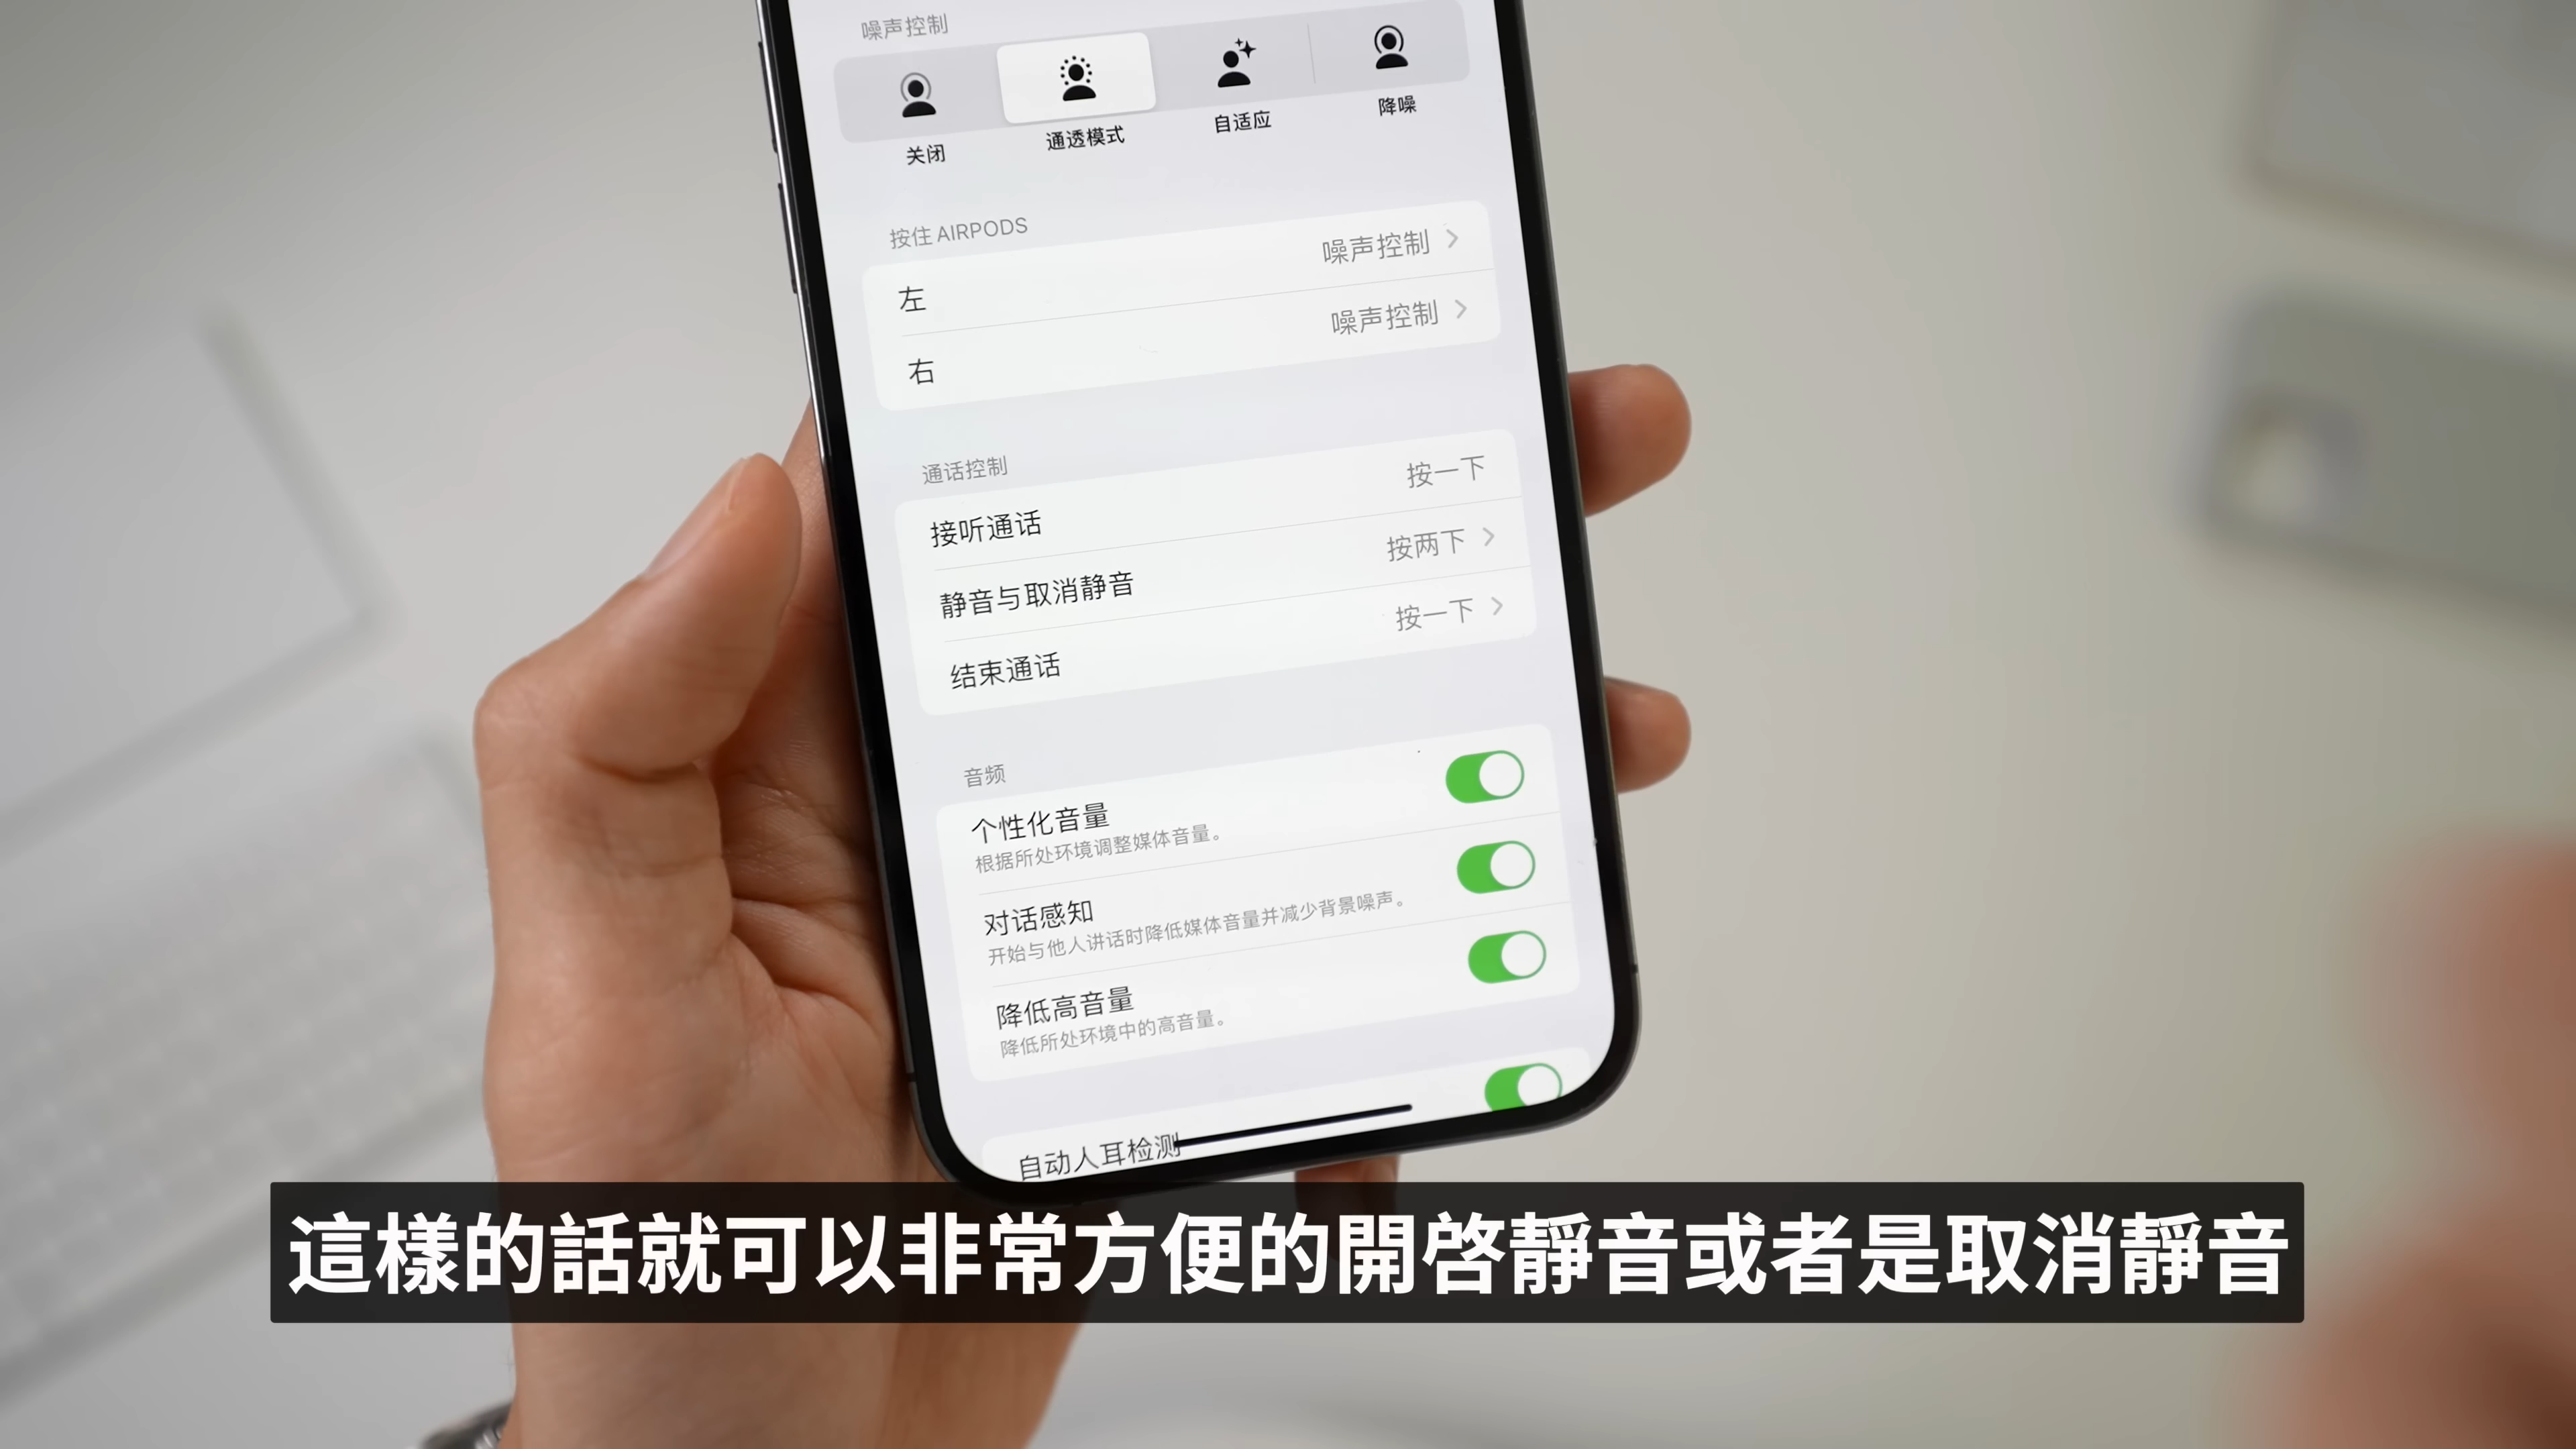 噪声控制
关闭
通透模式
自适应
降噪
按住 AIRPODS
左
噪声控制
右
噪声控制
通话控制
接听通话
按一下
静音与取消静音
按两下
结束通话
按一下
音频
个性化音量
根据所处环境调整媒体音量。
对话感知
开始与他人讲话时降低媒体音量并减少背景噪声。
降低高音量
降低所处环境中的高音量。
自动人耳检测
這樣的話就可以非常方便的開啓靜音或者是取消靜音